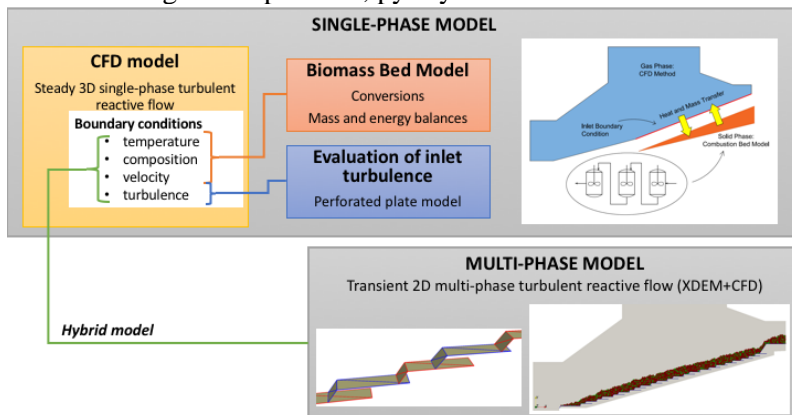 SINGLE-PHASE MODEL
CFD model
Steady 3D single-phase turbulent
reactive flow
Boundary conditions
• temperature
• composition
• velocity
• turbulence
Biomass Bed Model
Conversions
Mass and energy balances
Evaluation of inlet
turbulence
Perforated plate model
Gas Phase:
CFD Method
Heat and Mass Transfer
Inlet Boundary
Condition
Solid Phase:
Combustion Bed Model
MULTI-PHASE MODEL
Transient 2D multi-phase turbulent reactive flow (XDEM+CFD)
Hybrid model